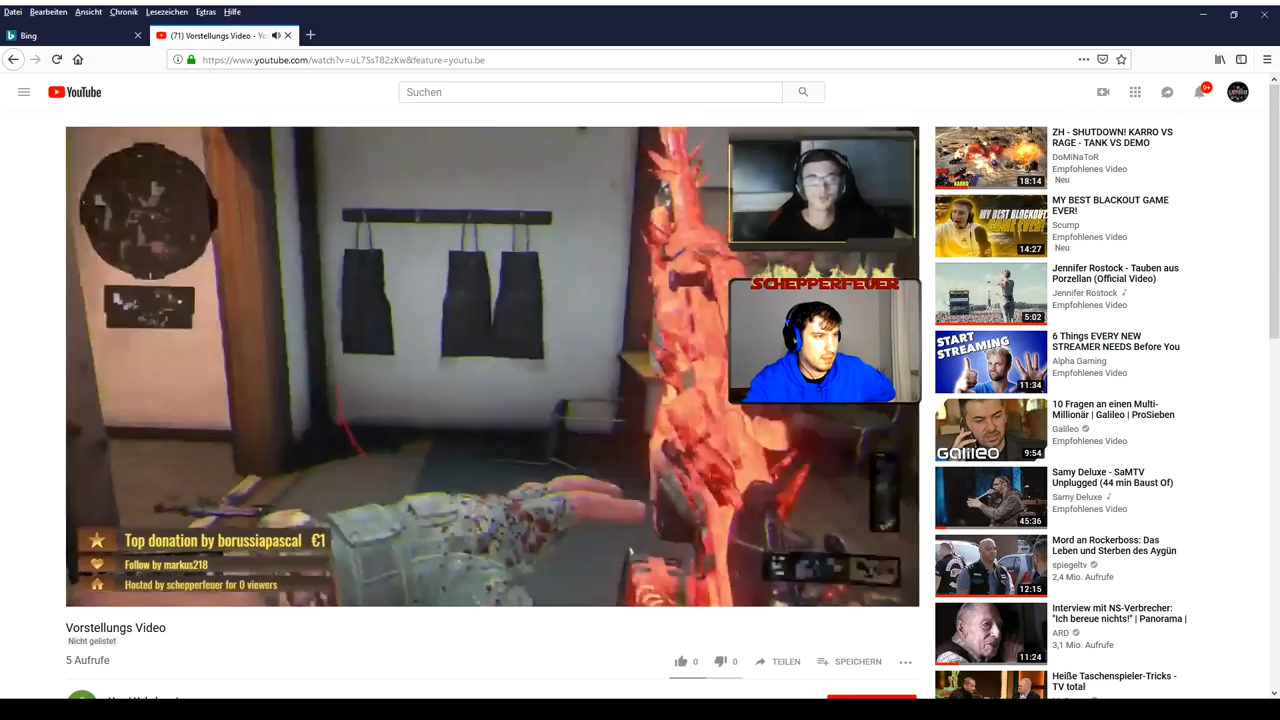 Datei Bearbeiten Ansicht Chronik Lesezeichen Extras Hilfe
Bing
(71) Vorstellungs Video - Yo
https://www.youtube.com/watch?v=uL7SsT82zKw&feature=youtu.be
YouTube
Suchen
9+
SCHEPPERFEUER
Top donation by borussiapascal €1
Follow by markus218
Hosted by schepperfeuer for 0 viewers
Vorstellungs Video
Nicht gelistet
5 Aufrufe
0
0
TEILEN
SPEICHERN
KARRO
18:14
ZH - SHUTDOWN! KARRO VS
RAGE - TANK VS DEMO
DoMiNaToR
Empfohlenes Video
Neu
MY BEST BLACKOUT
GAME EVER!
14:27
MY BEST BLACKOUT GAME
EVER!
Scump
Empfohlenes Video
Neu
5:02
Jennifer Rostock - Tauben aus
Porzellan (Official Video)
Jennifer Rostock
Empfohlenes Video
START
STREAMING
11:34
6 Things EVERY NEW
STREAMER NEEDS Before You
Alpha Gaming
Empfohlenes Video
GALILEO
9:54
10 Fragen an einen Multi-
Millionär | Galileo | ProSieben
Galileo
Empfohlenes Video
45:36
Samy Deluxe - SaMTV
Unplugged (44 min Baust Of)
Samy Deluxe
Empfohlenes Video
12:15
Mord an Rockerboss: Das
Leben und Sterben des Aygün
spiegeltv
2,4 Mio. Aufrufe
11:24
Interview mit NS-Verbrecher:
"Ich bereue nichts!" | Panorama |
ARD
3,1 Mio. Aufrufe
Heiße Taschenspieler-Tricks -
TV total